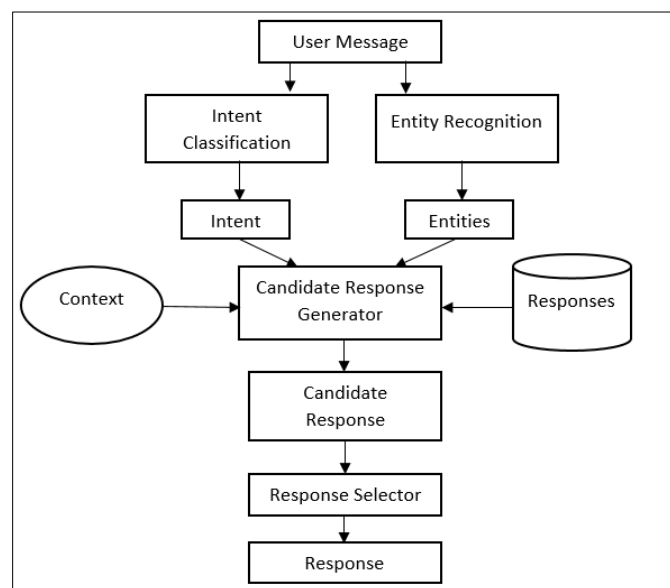 User Message
Intent
Classification
Entity Recognition
Intent
Entities
Context
Candidate Response
Generator
Responses
Candidate
Response
Response Selector
Response